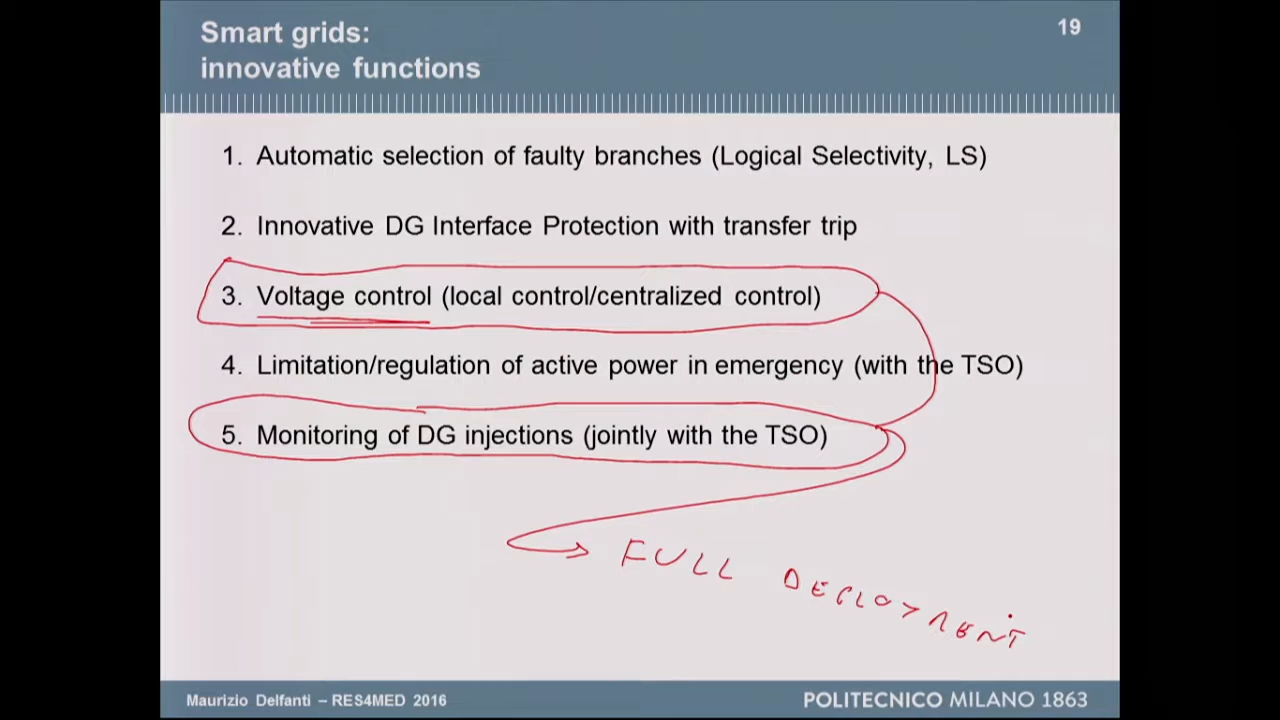 Smart grids:
19
innovative functions
1. Automatic selection of faulty branches (Logical Selectivity, LS)
2. Innovative DG Interface Protection with transfer trip
3. Voltage control (local control/centralized control)
4. Limitation/regulation of active power in emergency (with the TSO)
5. Monitoring of DG injections (jointly with the TSO)
FULL DEPLOYMENT
Maurizio Delfanti – RES4MED 2016
POLITECNICO MILANO 1863